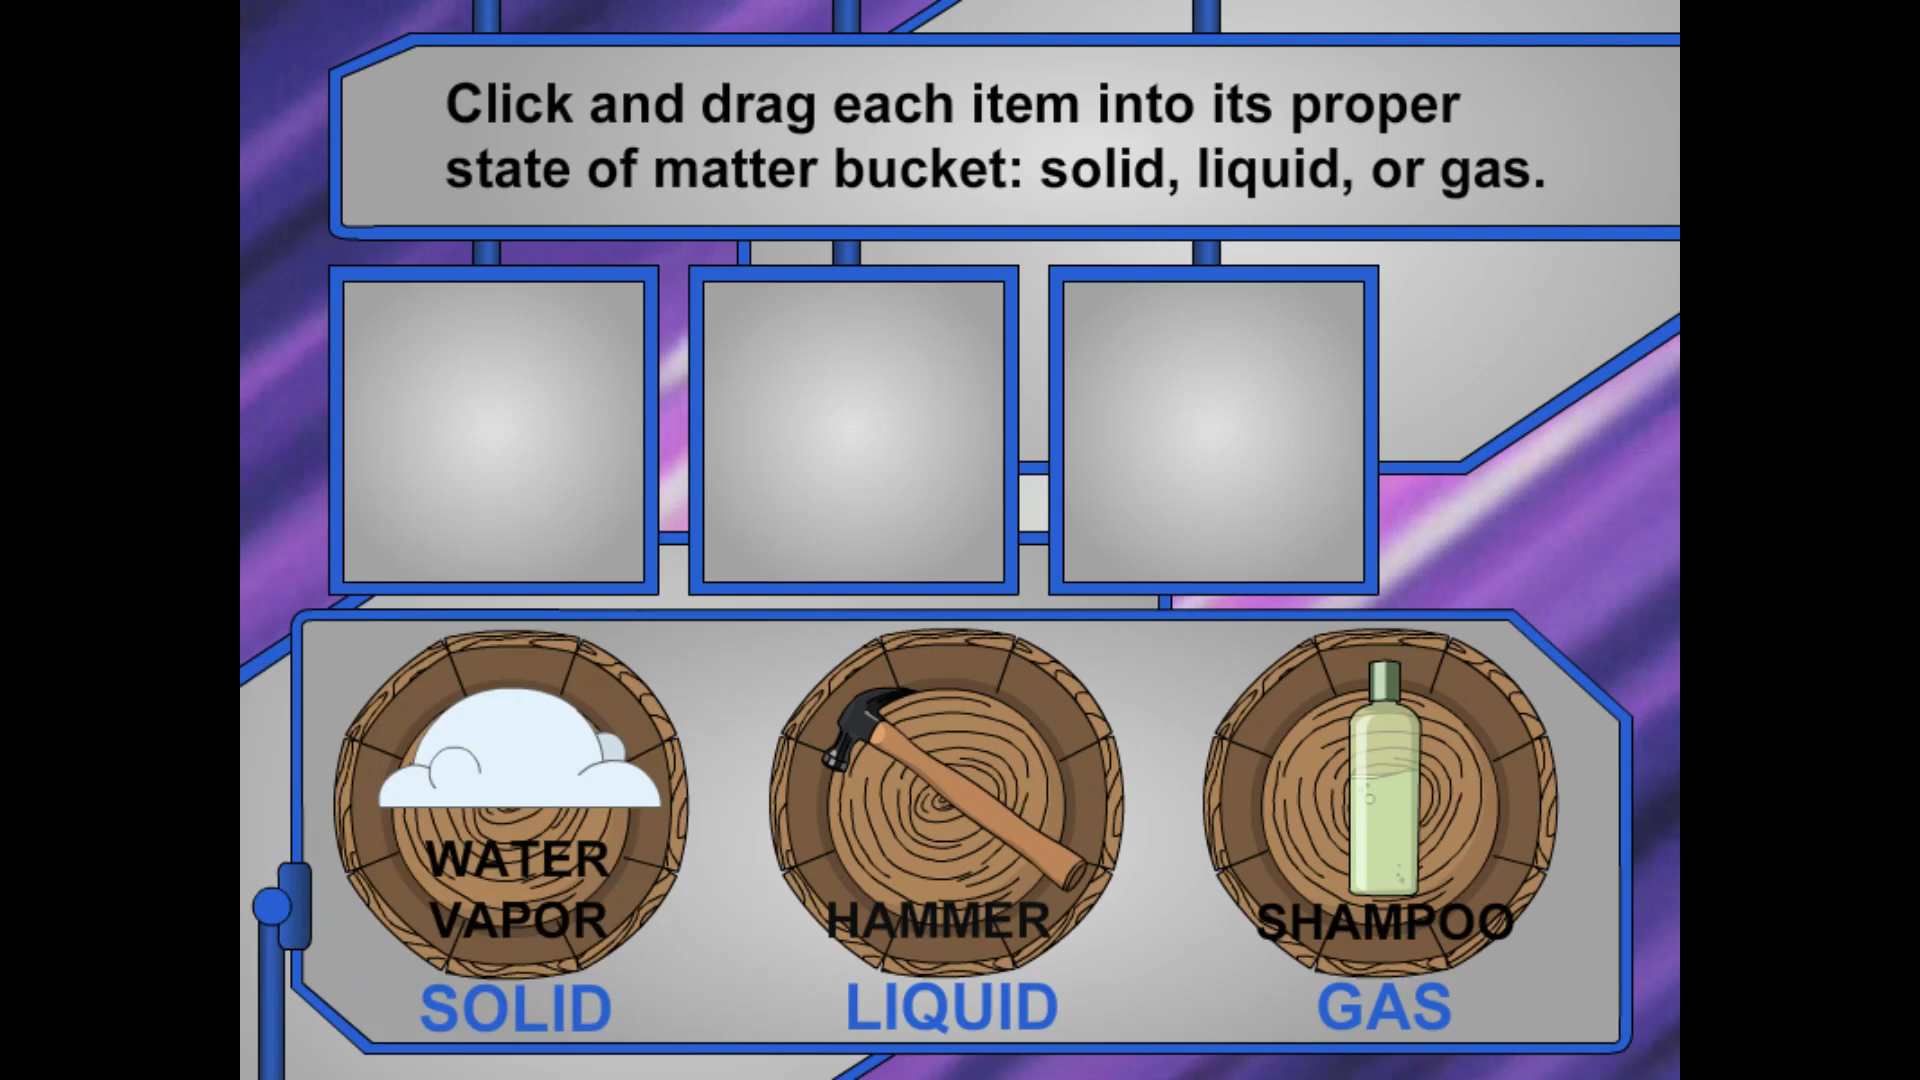 Click and drag each item into its proper
state of matter bucket: solid, liquid, or gas.
WATER
VAPOR
HAMMER
SHAMPOO
SOLID
LIQUID
GAS